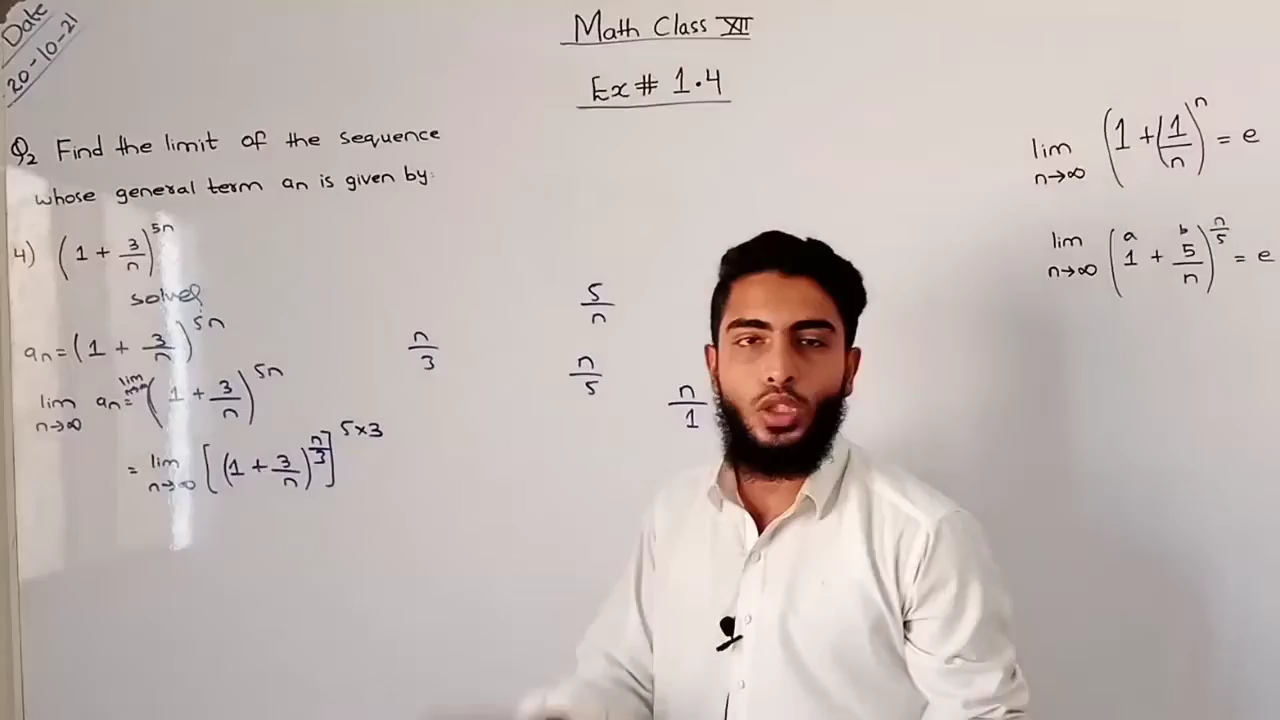 Date
20-10-21
Math Class XII
Ex# 1.4
Q2 Find the limit of the sequence
whose general term an is given by:
4) (1 + 3/n)^5n
solve
an = (1 + 3/n)^5n
lim n→∞ an = lim n→∞ (1 + 3/n)^5n
= lim n→∞ [(1 + 3/n)^n/3]^5×3
n/3
5/n
n/5
n/1
lim n→∞ (1 + (1/n)^n = e
lim n→∞ (1 + 5/n)^n/5 = e
a b